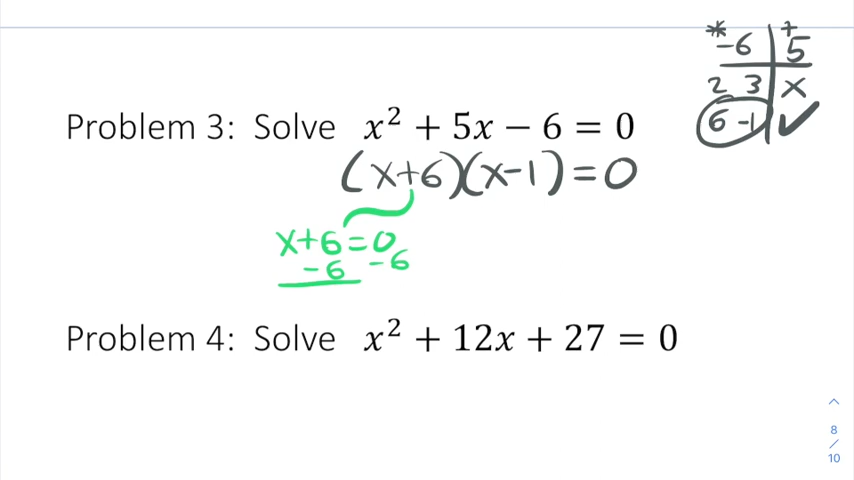 * +
-6 | 5
2 3 | x
6 -1 | ✓
Problem 3: Solve x² + 5x − 6 = 0
(x+6)(x-1)=0
x+6=0
-6 -6
Problem 4: Solve x² + 12x + 27 = 0
8
/
10